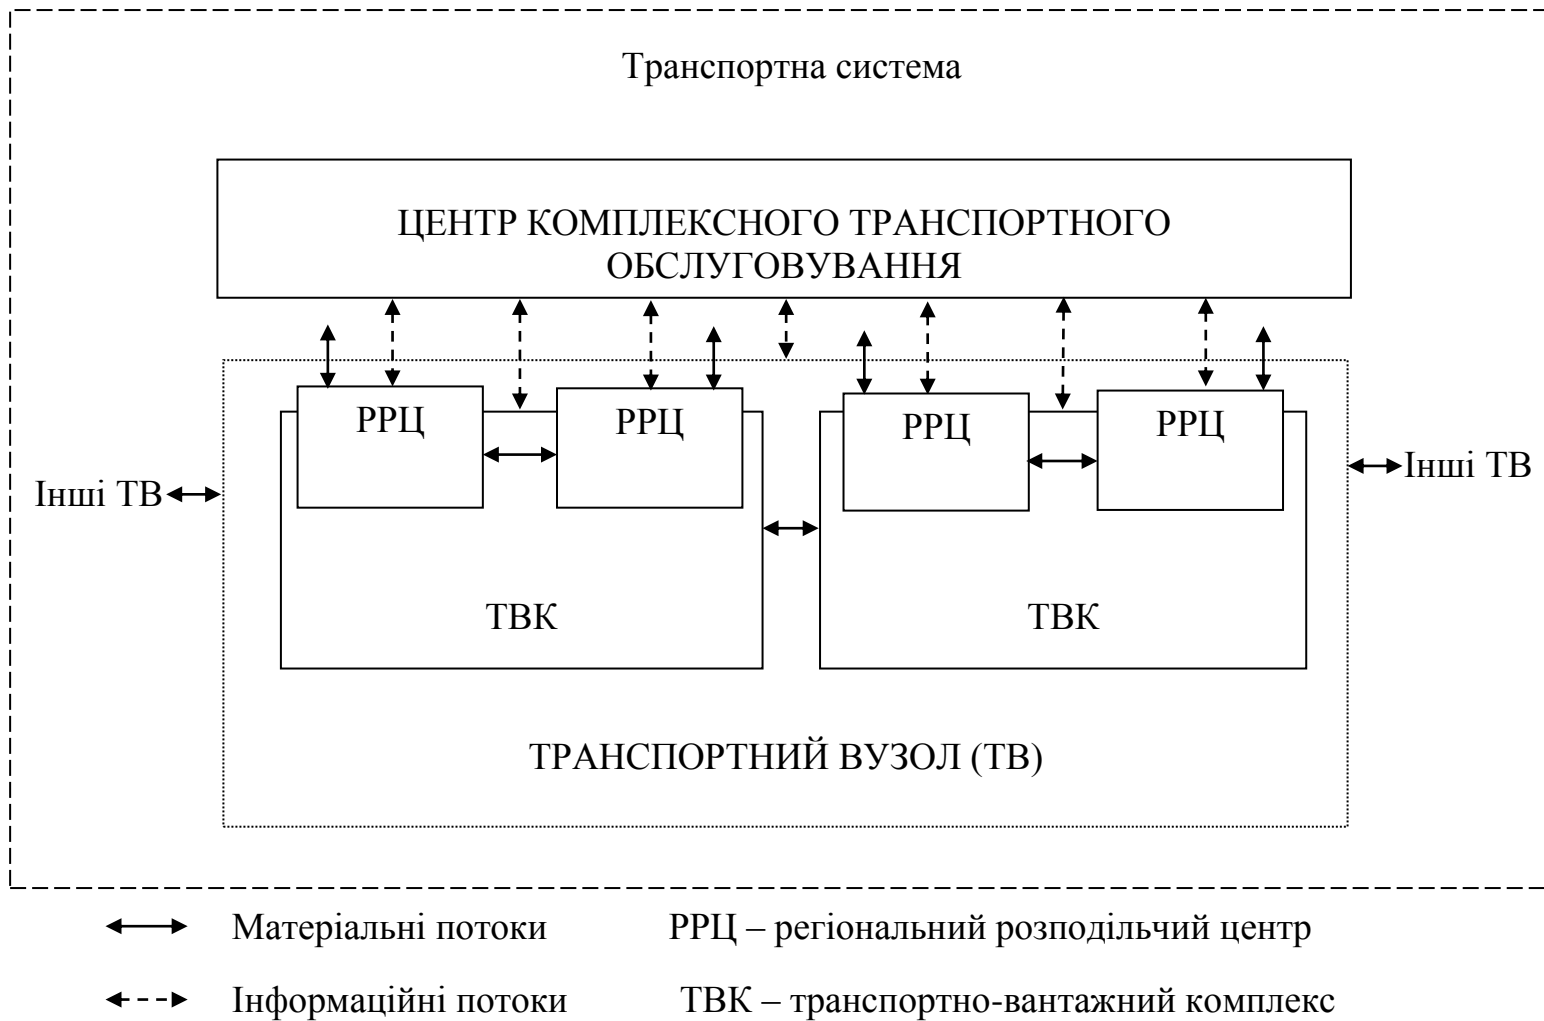 Транспортна система
ЦЕНТР КОМПЛЕКСНОГО ТРАНСПОРТНОГО
ОБСЛУГОВУВАННЯ
РРЦ
РРЦ
РРЦ
РРЦ
Інші ТВ
Інші ТВ
ТВК
ТВК
ТРАНСПОРТНИЙ ВУЗОЛ (ТВ)
Матеріальні потоки
РРЦ – регіональний розподільчий центр
Інформаційні потоки
ТВК – транспортно-вантажний комплекс